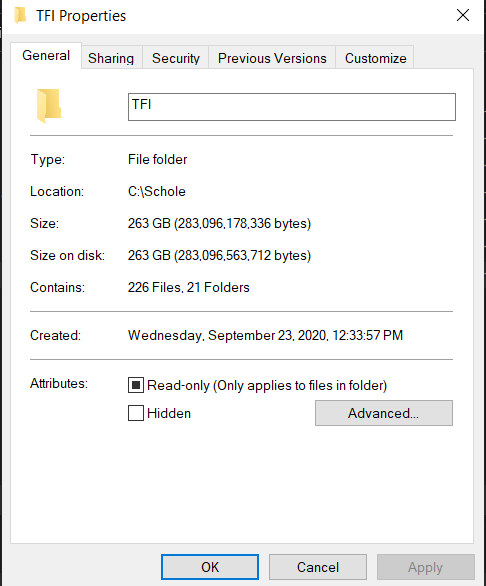 TFI Properties
General Sharing Security Previous Versions Customize
TFI
Type: File folder
Location: C:\Schole
Size: 263 GB (283,096,178,336 bytes)
Size on disk: 263 GB (283,096,563,712 bytes)
Contains: 226 Files, 21 Folders
Created: Wednesday, September 23, 2020, 12:33:57 PM
Attributes: Read-only (Only applies to files in folder)
Hidden Advanced...
OK Cancel Apply